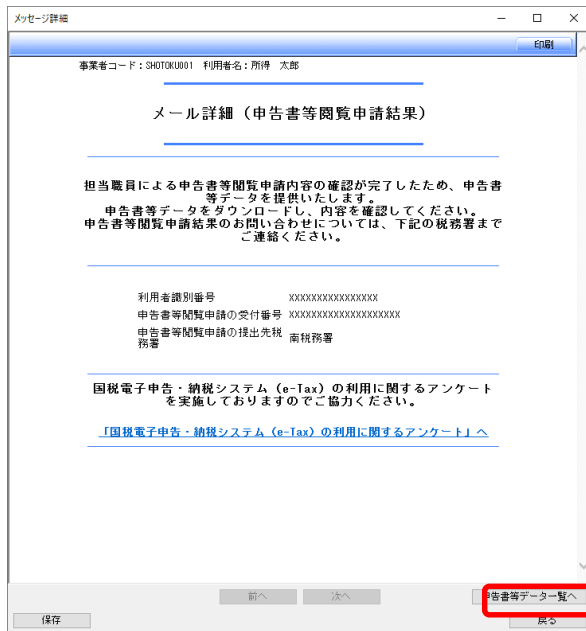 メッセージ詳細
印刷
事業者コード：SHOTOKU001 利用者名：所得 太郎
メール詳細（申告書等閲覧申請結果）
担当職員による申告書等閲覧申請内容の確認が完了したため、申告書
等データを提供いたします。
申告書等データをダウンロードし、内容を確認してください。
申告書等閲覧申請結果のお問い合わせについては、下記の税務署まで
ご連絡ください。
利用者識別番号 XXXXXXXXXXXXXXXX
申告書等閲覧申請の受付番号 XXXXXXXXXXXXXXXXXXXX
申告書等閲覧申請の提出先税
務署 南税務署
国税電子申告・納税システム（e-Tax）の利用に関するアンケート
を実施しておりますのでご協力ください。
「国税電子申告・納税システム（e-Tax）の利用に関するアンケート」へ
前へ 次へ 申告書等データ一覧へ
保存 戻る